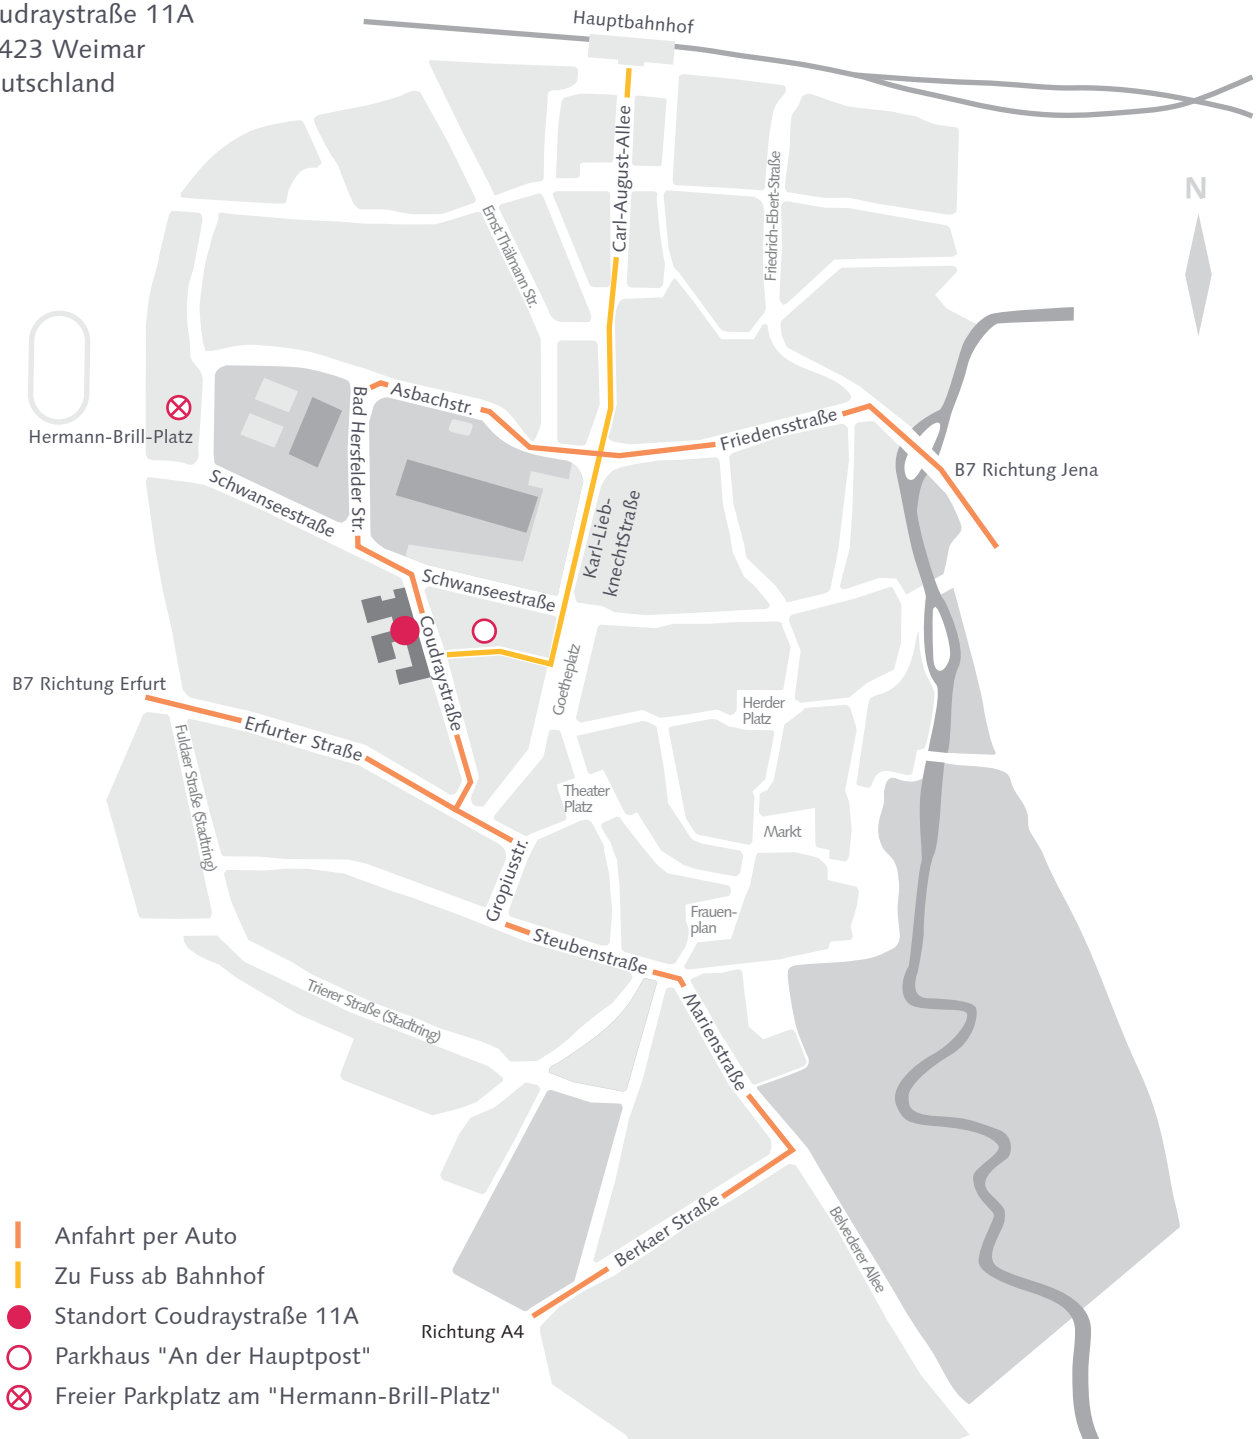 udraystraße 11A
423 Weimar
utschland
Hauptbahnhof
Carl-August-Allee
Friedrich-Ebert-Straße
N
Ernst Thälmann Str.
Asbachstr.
Bad Hersfelder Str.
Friedensstraße
Hermann-Brill-Platz
B7 Richtung Jena
Schwanseestraße
Karl-Lieb-
knechtStraße
Schwanseestraße
Coudraystraße
Goetheplatz
B7 Richtung Erfurt
Erfurter Straße
Herder
Platz
Fuldaer Straße (Stadtring)
Theater
Platz
Markt
Gropiusstr.
Frauen-
plan
Steubenstraße
Trierer Straße (Stadtring)
Marienstraße
Berkaer Straße
Belvederer Allee
Richtung A4
Anfahrt per Auto
Zu Fuss ab Bahnhof
Standort Coudraystraße 11A
Parkhaus "An der Hauptpost"
Freier Parkplatz am "Hermann-Brill-Platz"